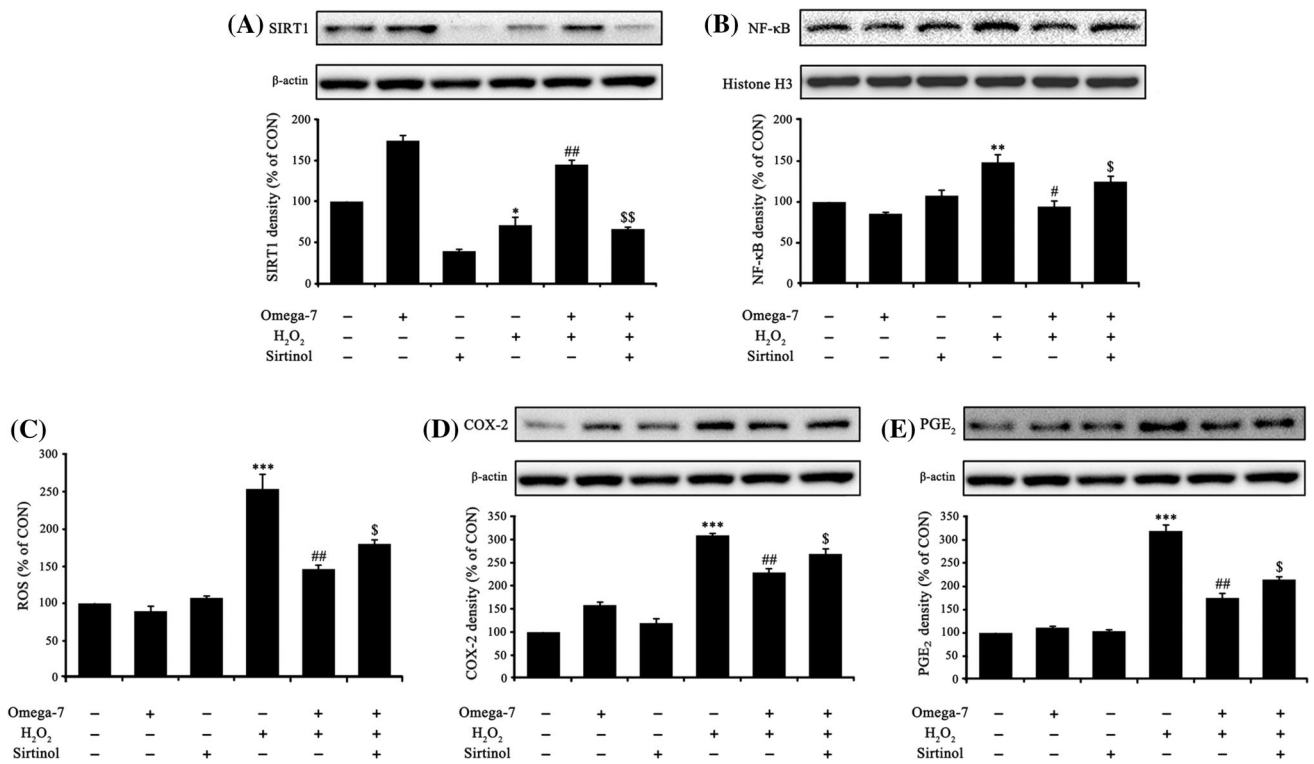 (A) SIRT1
β-actin
SIRT1 density (% of CON)
200
150
100
50
0
*
##
$$
Omega-7 – + – – + +
H₂O₂ – – – + + +
Sirtinol – – + – – +
(B) NF-κB
Histone H3
NF-κB density (% of CON)
200
150
100
50
0
**
#
$
Omega-7 – + – – + +
H₂O₂ – – – + + +
Sirtinol – – + – – +
(C)
ROS (% of CON)
300
250
200
150
100
50
0
***
##
$
Omega-7 – + – – + +
H₂O₂ – – – + + +
Sirtinol – – + – – +
(D) COX-2
β-actin
COX-2 density (% of CON)
350
300
250
200
150
100
50
0
***
##
$
Omega-7 – + – – + +
H₂O₂ – – – + + +
Sirtinol – – + – – +
(E) PGE₂
β-actin
PGE₂ density (% of CON)
350
300
250
200
150
100
50
0
***
##
$
Omega-7 – + – – + +
H₂O₂ – – – + + +
Sirtinol – – + – – +